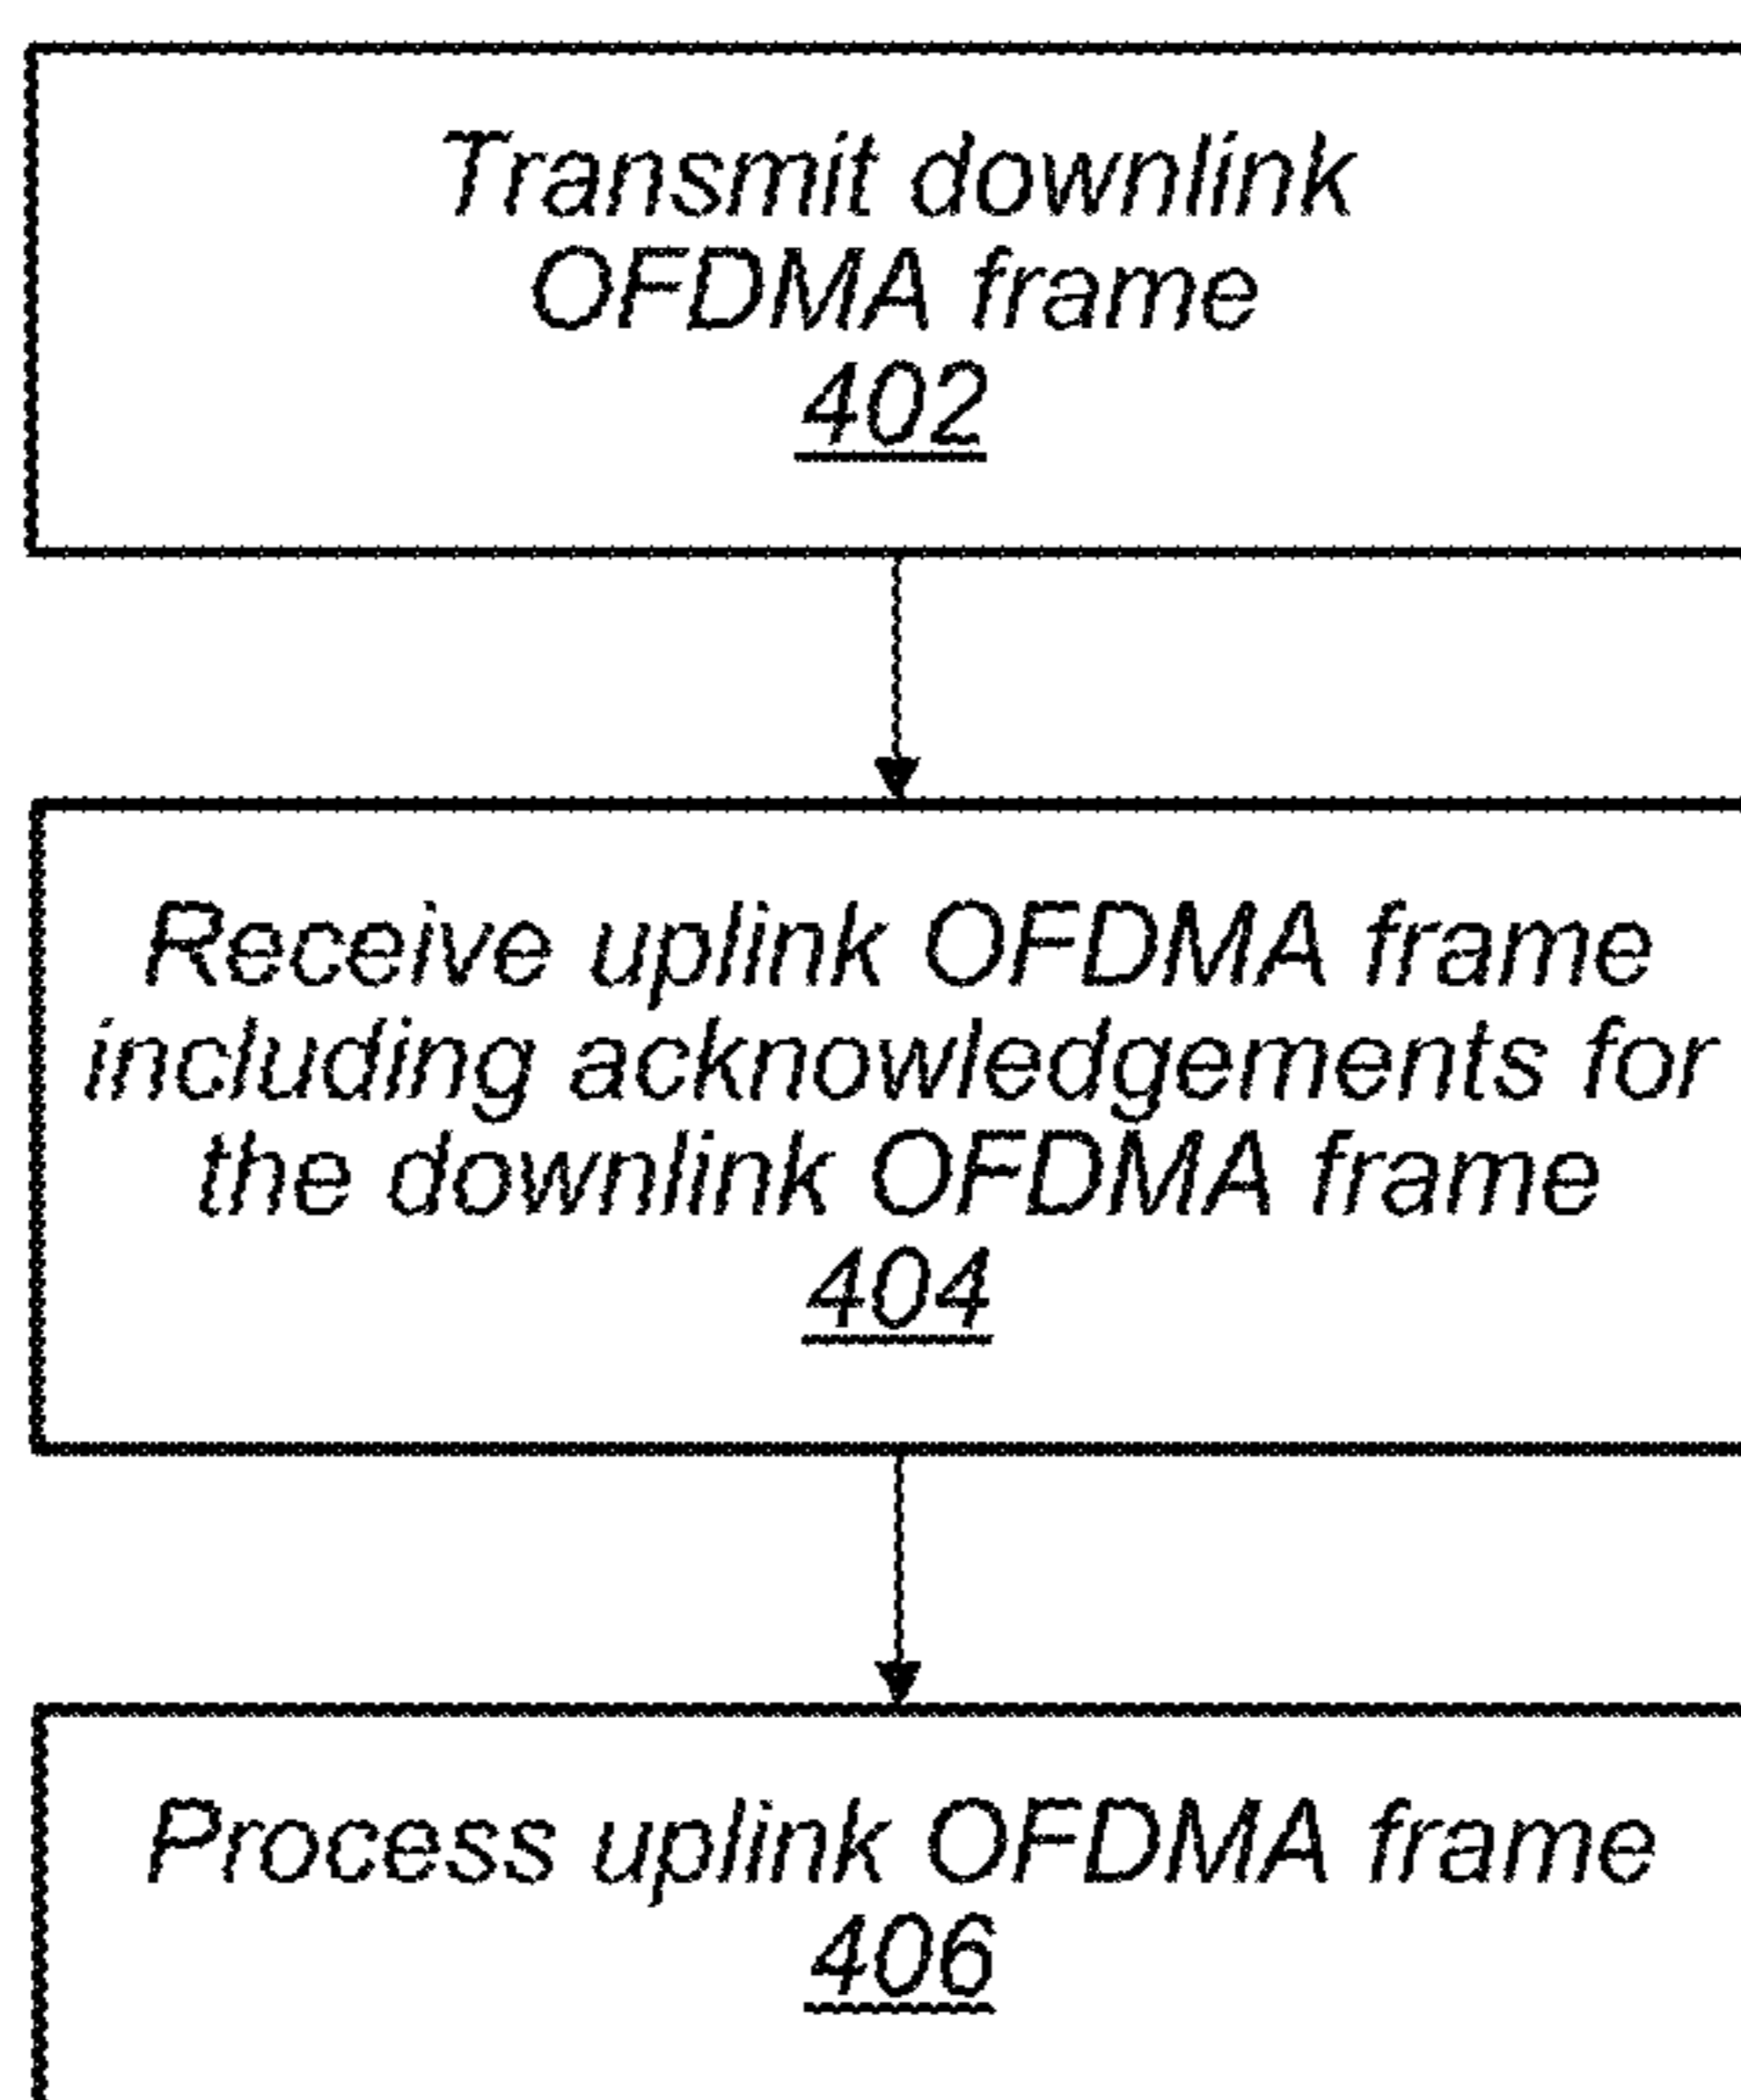 Transmit downlink
OFDMA frame
402
Receive uplink OFDMA frame
including acknowledgements for
the downlink OFDMA frame
404
Process uplink OFDMA frame
406